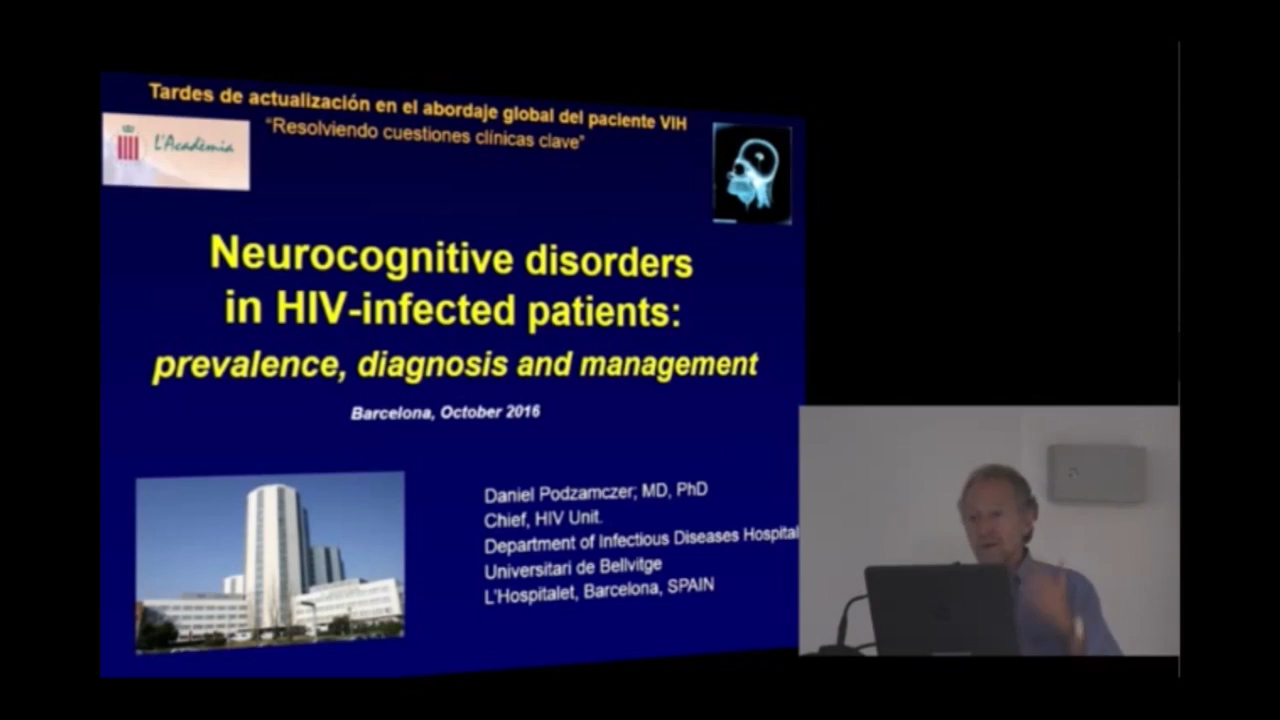 Tardes de actualización en el abordaje global del paciente VIH
"Resolviendo cuestiones clínicas clave"
L'Acadèmia
Neurocognitive disorders
in HIV-infected patients:
prevalence, diagnosis and management
Barcelona, October 2016
Daniel Podzamczer; MD, PhD
Chief, HIV Unit.
Department of Infectious Diseases Hospital
Universitari de Bellvitge
L'Hospitalet, Barcelona, SPAIN